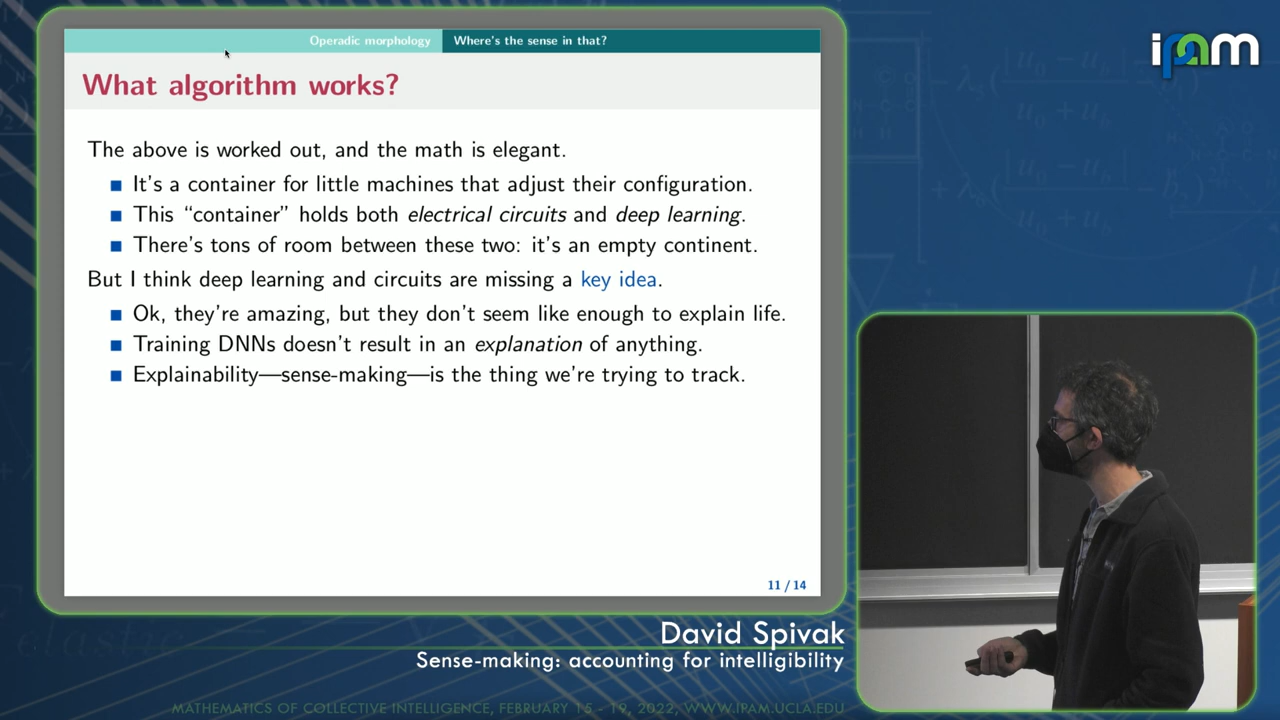 Operadic morphology
Where's the sense in that?
What algorithm works?
The above is worked out, and the math is elegant.
■ It's a container for little machines that adjust their configuration.
■ This “container” holds both electrical circuits and deep learning.
■ There's tons of room between these two: it's an empty continent.
But I think deep learning and circuits are missing a key idea.
■ Ok, they're amazing, but they don't seem like enough to explain life.
■ Training DNNs doesn't result in an explanation of anything.
■ Explainability—sense-making—is the thing we're trying to track.
11 / 14
ipam
David Spivak
Sense-making: accounting for intelligibility
MATHEMATICS OF COLLECTIVE INTELLIGENCE, FEBRUARY 15 - 19, 2022, WWW.IPAM.UCLA.EDU